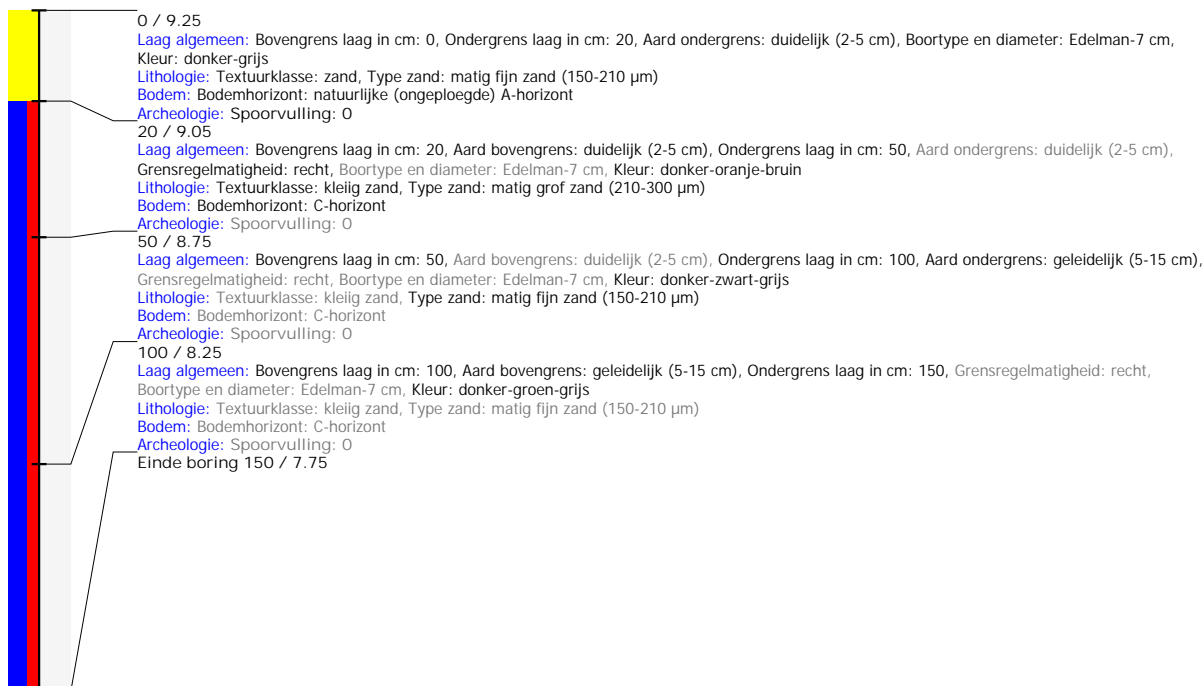 0 / 9.25
Laag algemeen: Bovengrens laag in cm: 0, Ondergrens laag in cm: 20, Aard ondergrens: duidelijk (2-5 cm), Boortype en diameter: Edelman-7 cm,
Kleur: donker-grijs
Lithologie: Textuurklasse: zand, Type zand: matig fijn zand (150-210 µm)
Bodem: Bodemhorizont: natuurlijke (ongeploegde) A-horizont
Archeologie: Spoorvulling: 0
20 / 9.05
Laag algemeen: Bovengrens laag in cm: 20, Aard bovengrens: duidelijk (2-5 cm), Ondergrens laag in cm: 50, Aard ondergrens: duidelijk (2-5 cm),
Grensregelmatigheid: recht, Boortype en diameter: Edelman-7 cm, Kleur: donker-oranje-bruin
Lithologie: Textuurklasse: kleiig zand, Type zand: matig grof zand (210-300 µm)
Bodem: Bodemhorizont: C-horizont
Archeologie: Spoorvulling: 0
50 / 8.75
Laag algemeen: Bovengrens laag in cm: 50, Aard bovengrens: duidelijk (2-5 cm), Ondergrens laag in cm: 100, Aard ondergrens: geleidelijk (5-15 cm),
Grensregelmatigheid: recht, Boortype en diameter: Edelman-7 cm, Kleur: donker-zwart-grijs
Lithologie: Textuurklasse: kleiig zand, Type zand: matig fijn zand (150-210 µm)
Bodem: Bodemhorizont: C-horizont
Archeologie: Spoorvulling: 0
100 / 8.25
Laag algemeen: Bovengrens laag in cm: 100, Aard bovengrens: geleidelijk (5-15 cm), Ondergrens laag in cm: 150, Grensregelmatigheid: recht,
Boortype en diameter: Edelman-7 cm, Kleur: donker-groen-grijs
Lithologie: Textuurklasse: kleiig zand, Type zand: matig fijn zand (150-210 µm)
Bodem: Bodemhorizont: C-horizont
Archeologie: Spoorvulling: 0
Einde boring 150 / 7.75